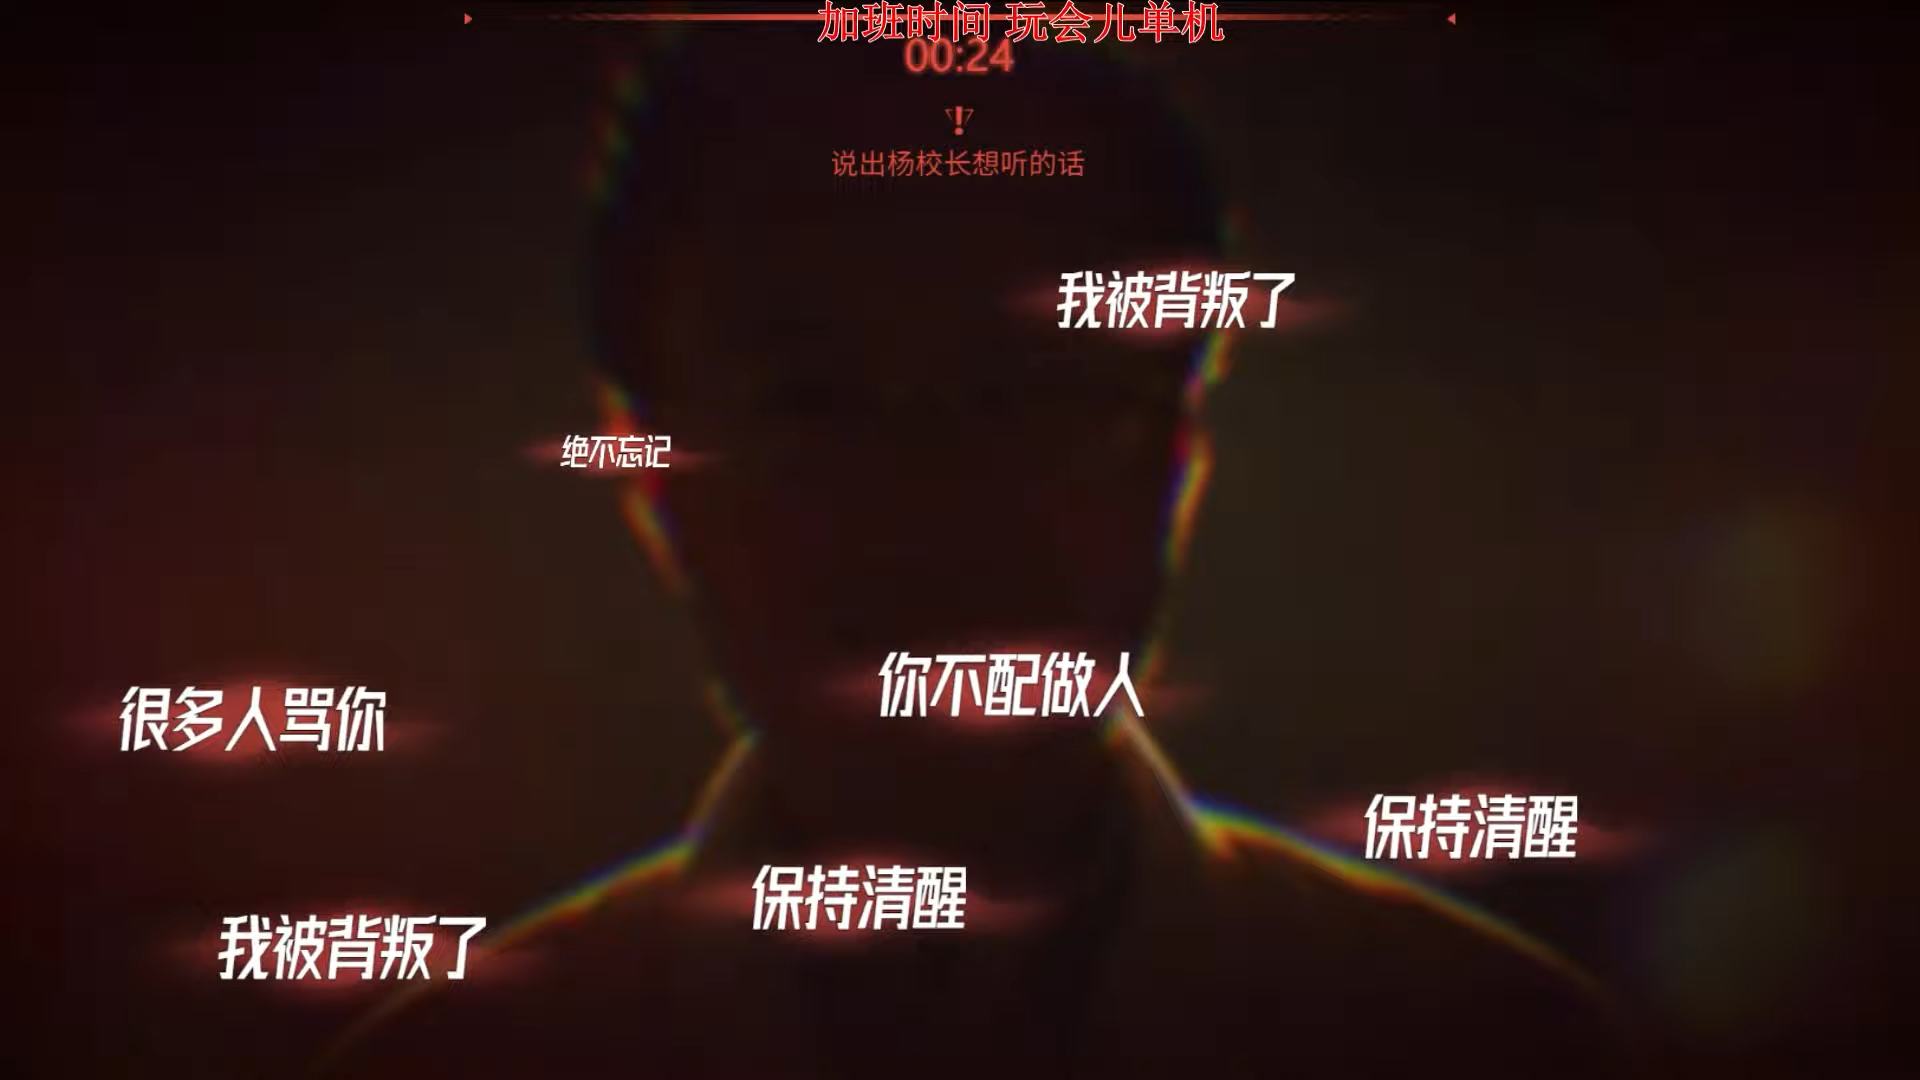 加班时间 玩会儿单机
00:24
说出杨校长想听的话
我被背叛了
绝不忘记
你不配做人
很多人骂你
保持清醒
保持清醒
我被背叛了